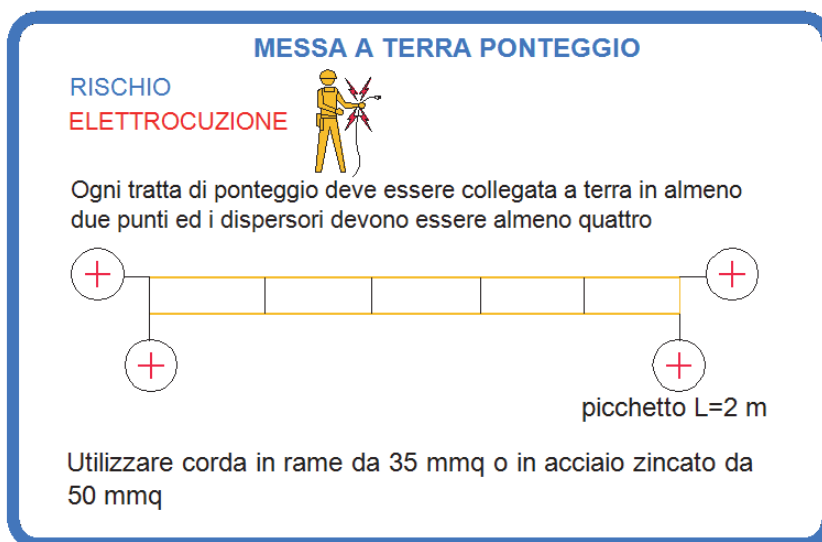 MESSA A TERRA PONTEGGIO
RISCHIO
ELETTROCUZIONE
Ogni tratta di ponteggio deve essere collegata a terra in almeno
due punti ed i dispersori devono essere almeno quattro
picchetto L=2 m
Utilizzare corda in rame da 35 mmq o in acciaio zincato da
50 mmq